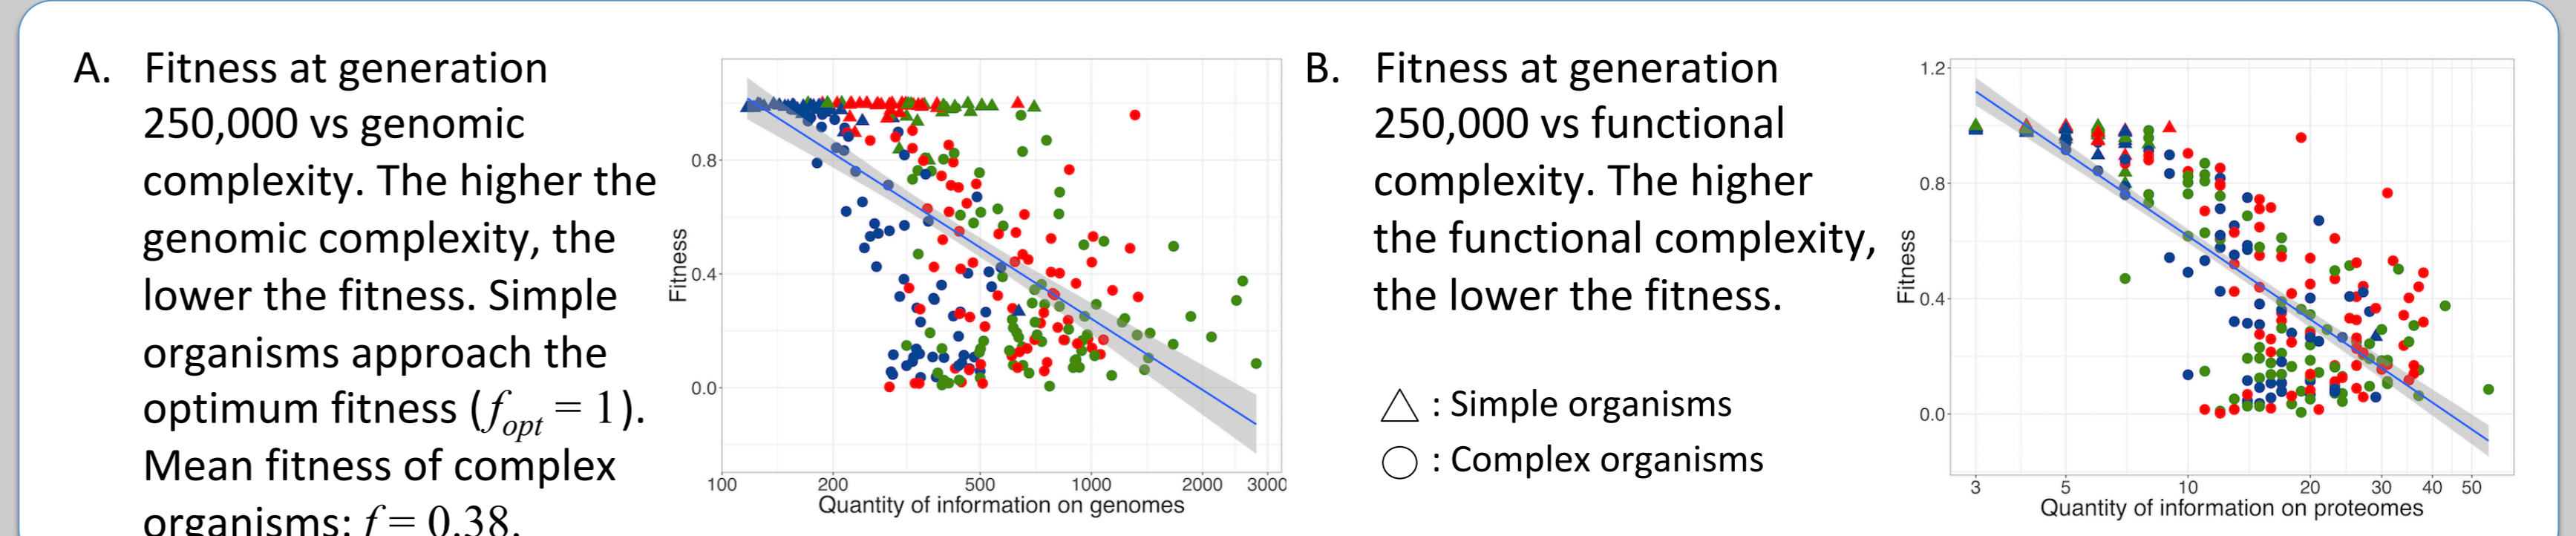 A. Fitness at generation
250,000 vs genomic
complexity. The higher the
genomic complexity, the
lower the fitness. Simple
organisms approach the
optimum fitness (f_opt = 1).
Mean fitness of complex
organisms: f = 0.38.
Fitness
0.8
0.4
0.0
100 200 500 1000 2000 3000
Quantity of information on genomes
B. Fitness at generation
250,000 vs functional
complexity. The higher
the functional complexity,
the lower the fitness.
: Simple organisms
: Complex organisms
Fitness
1.2
0.8
0.4
0.0
3 5 10 20 30 40 50
Quantity of information on proteomes